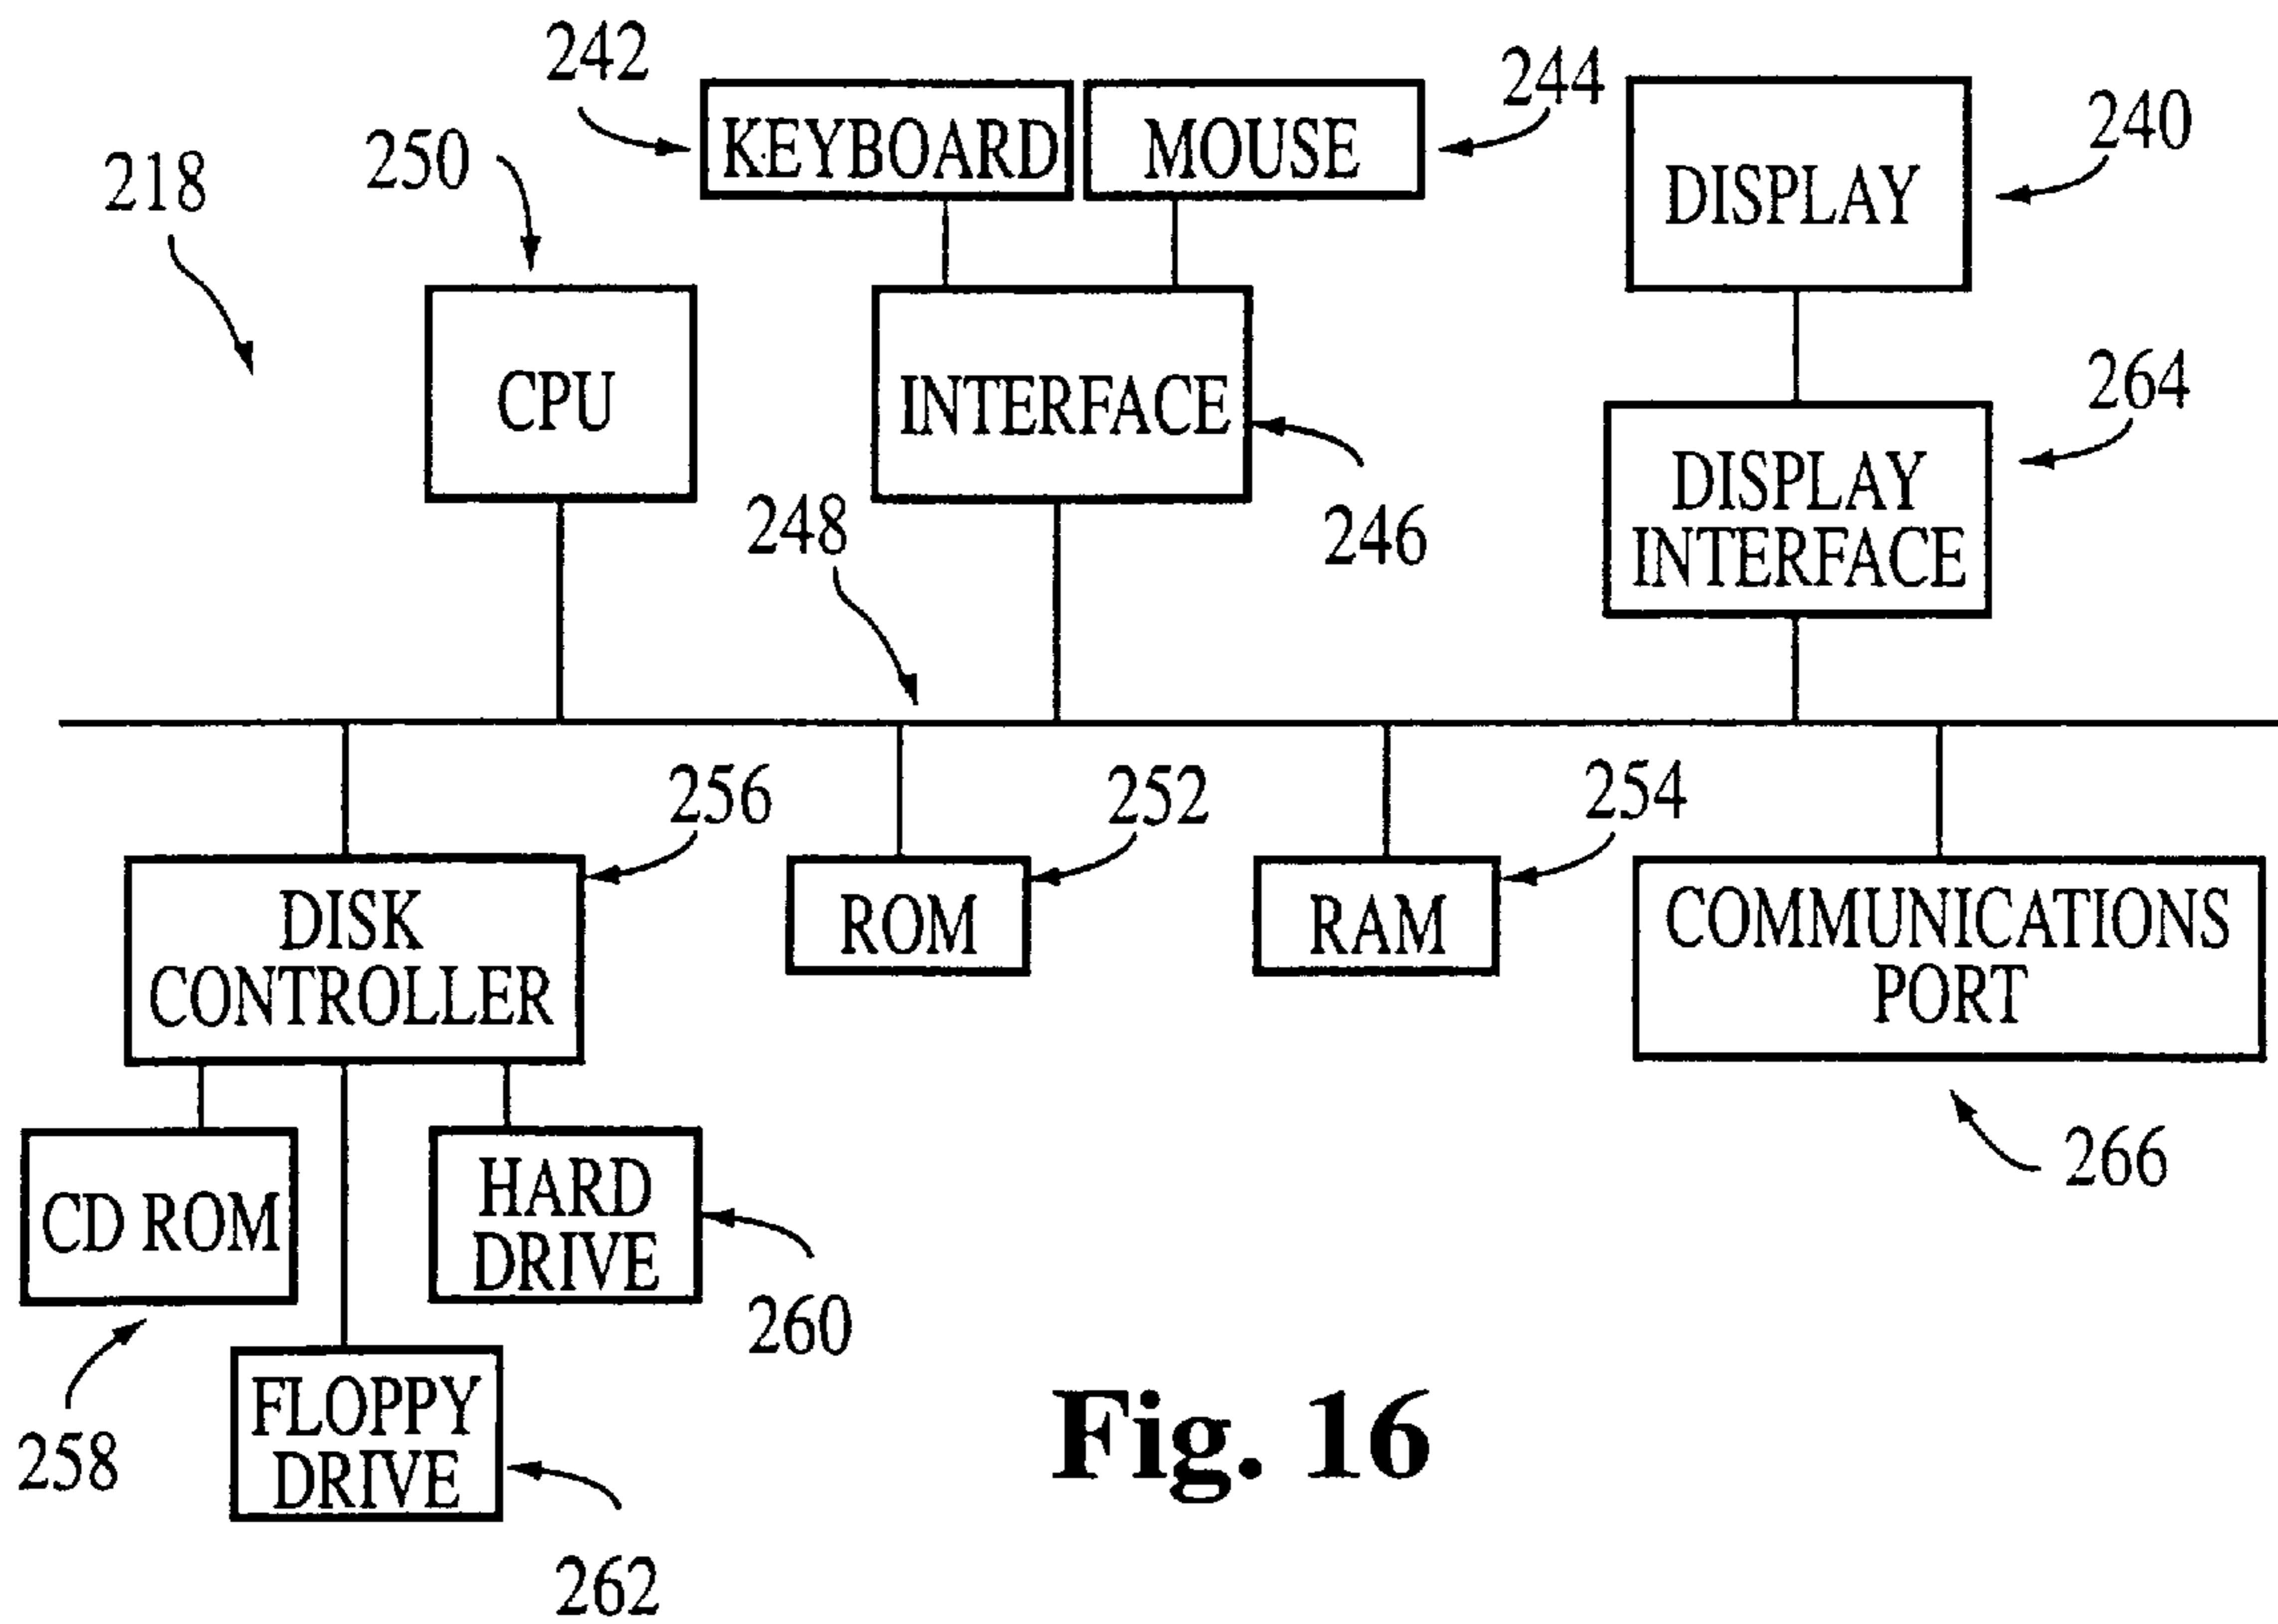 242
KEYBOARD
MOUSE
244
240
250
218
DISPLAY
CPU
INTERFACE
264
DISPLAY
INTERFACE
248
246
256
252
254
DISK
CONTROLLER
ROM
RAM
COMMUNICATIONS
PORT
266
CD ROM
HARD
DRIVE
260
258
FLOPPY
DRIVE
262
Fig. 16